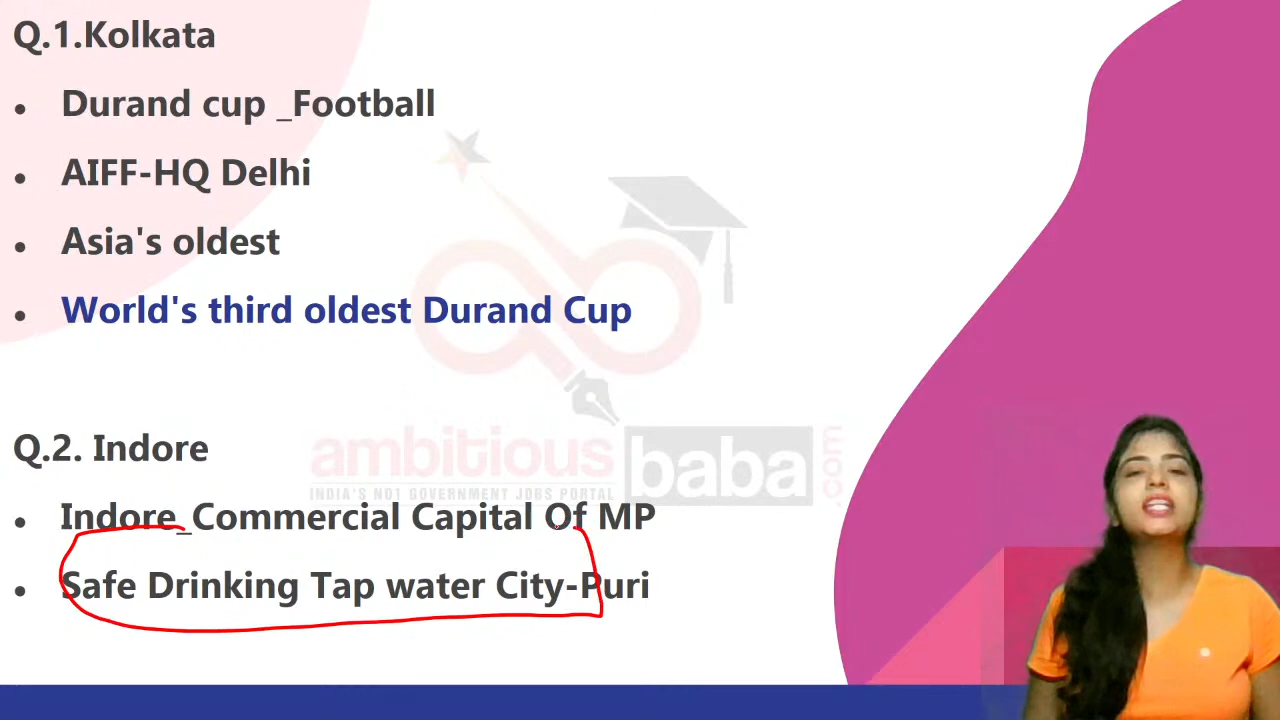 Q.1.Kolkata
• Durand cup _Football
• AIFF-HQ Delhi
• Asia's oldest
• World's third oldest Durand Cup
ambitious baba .com
INDIA'S NO1 GOVERNMENT JOBS PORTAL
Q.2. Indore
• Indore_Commercial Capital Of MP
• Safe Drinking Tap water City-Puri